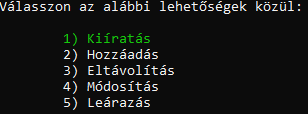 Válasszon az alábbi lehetőségek közül:
1) Kiíratás
2) Hozzáadás
3) Eltávolítás
4) Módosítás
5) Leárazás